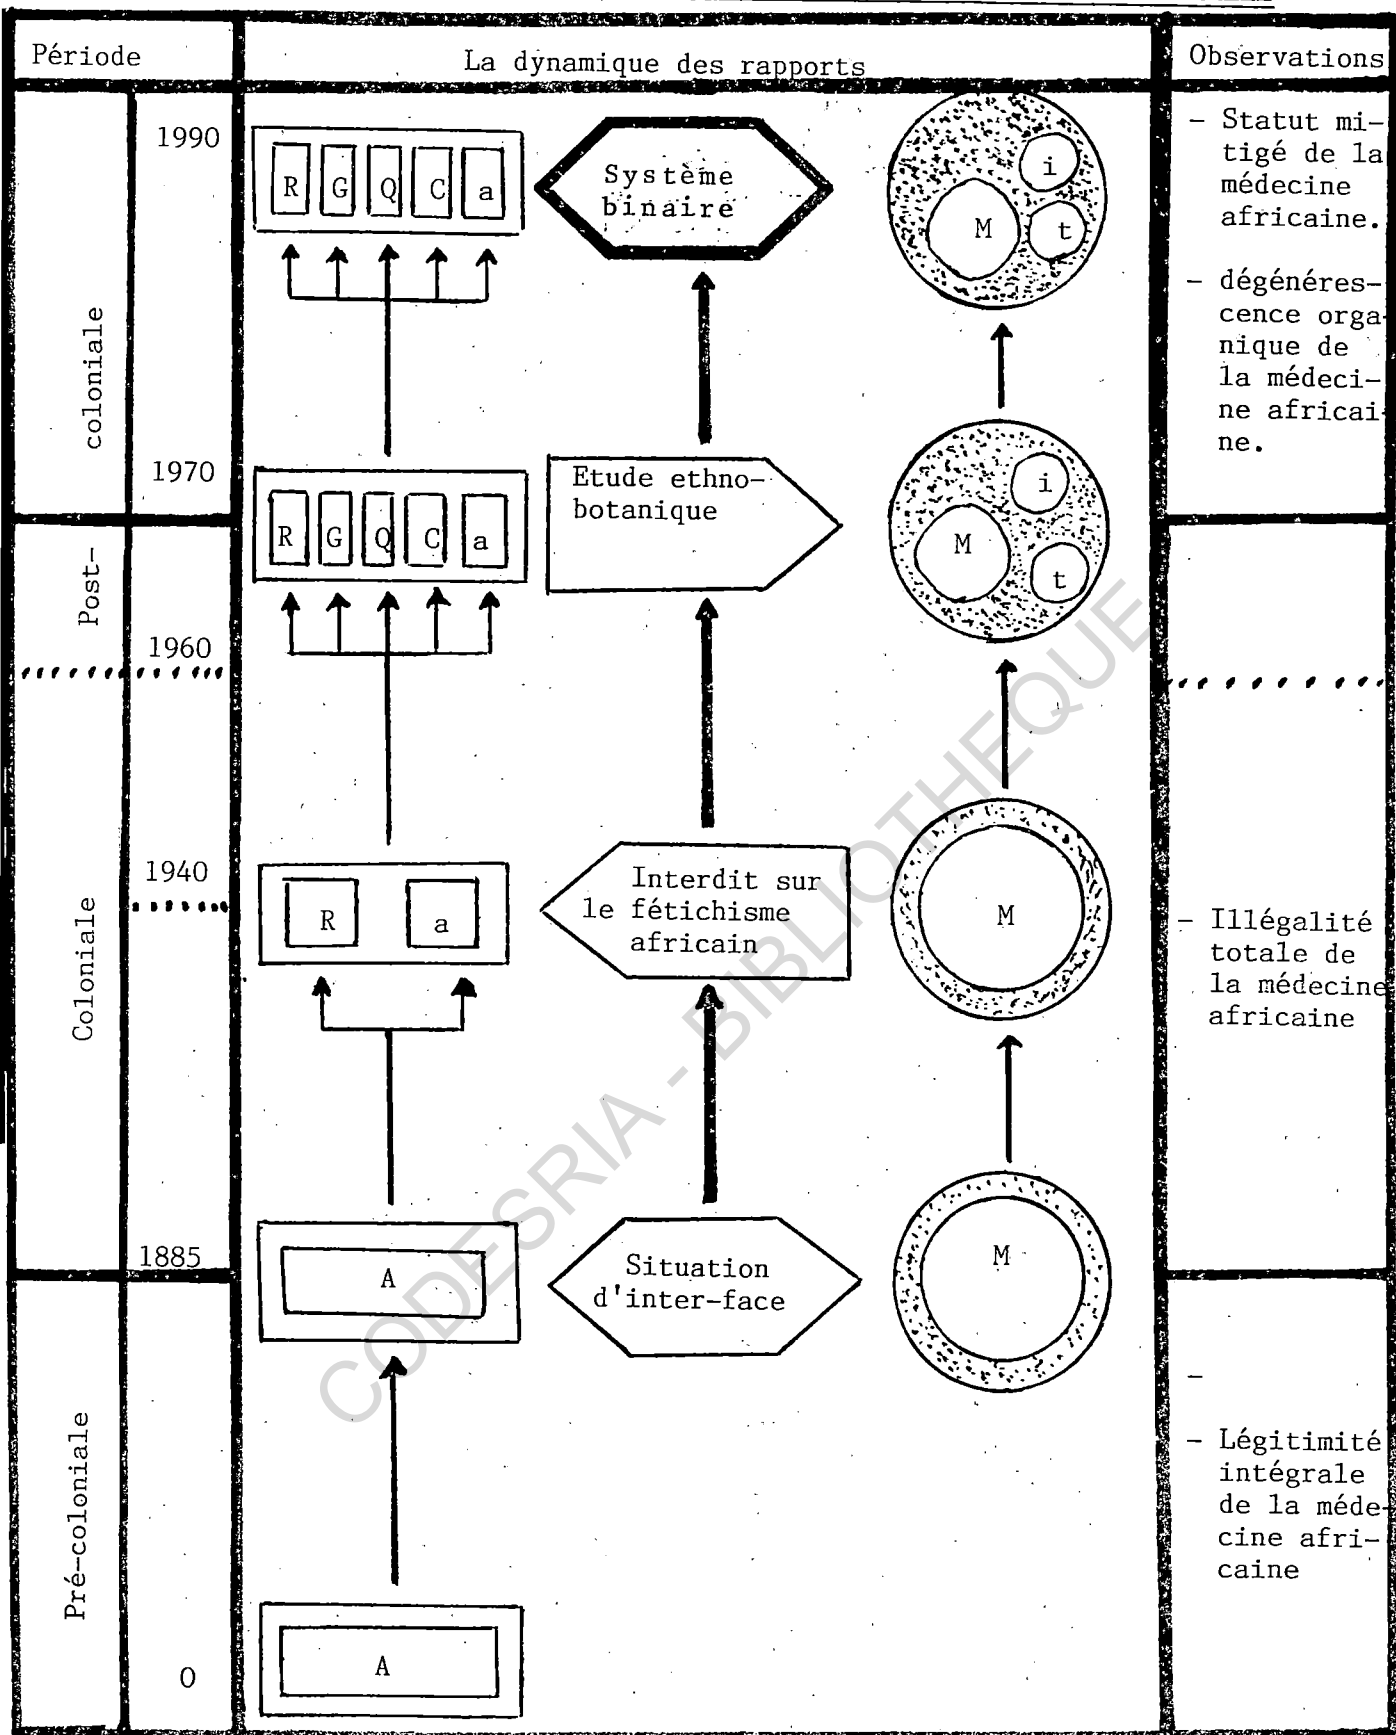 Période
La dynamique des rapports
Observations
1990
R G Q C a
Système
binaire
i
M
t
- Statut mi-
tigé de la
médecine
africaine.
- dégénéres-
cence orga-
nique de
la médeci-
ne africai-
ne.
coloniale
1970
R G Q C a
Etude ethno-
botanique
i
M
t
Post-
1960
1940
R a
Interdit sur
le fétichisme
africain
M
- Illégalité
totale de
la médecine
africaine
Coloniale
1885
A
Situation
d'inter-face
M
-
- Légitimité
intégrale
de la méde-
cine afri-
caine
Pré-coloniale
O
A
CODESRIA - BIBLIOTHEQUE